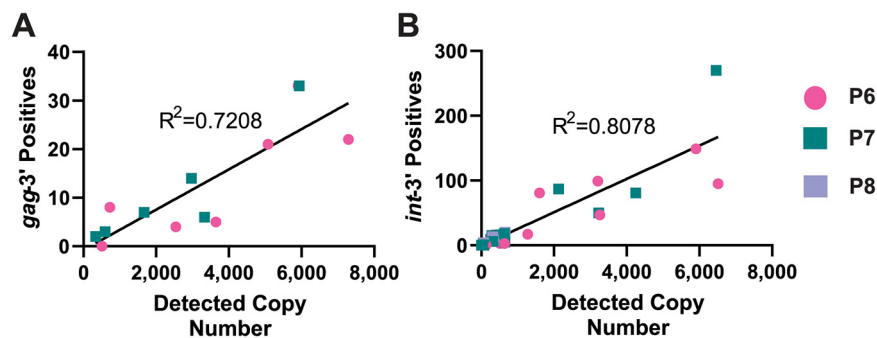 A
gag-3' Positives
40
30
20
10
0
R²=0.7208
0 2,000 4,000 6,000 8,000
Detected Copy
Number
B
int-3' Positives
300
200
100
0
R²=0.8078
0 2,000 4,000 6,000 8,000
Detected Copy
Number
P6
P7
P8